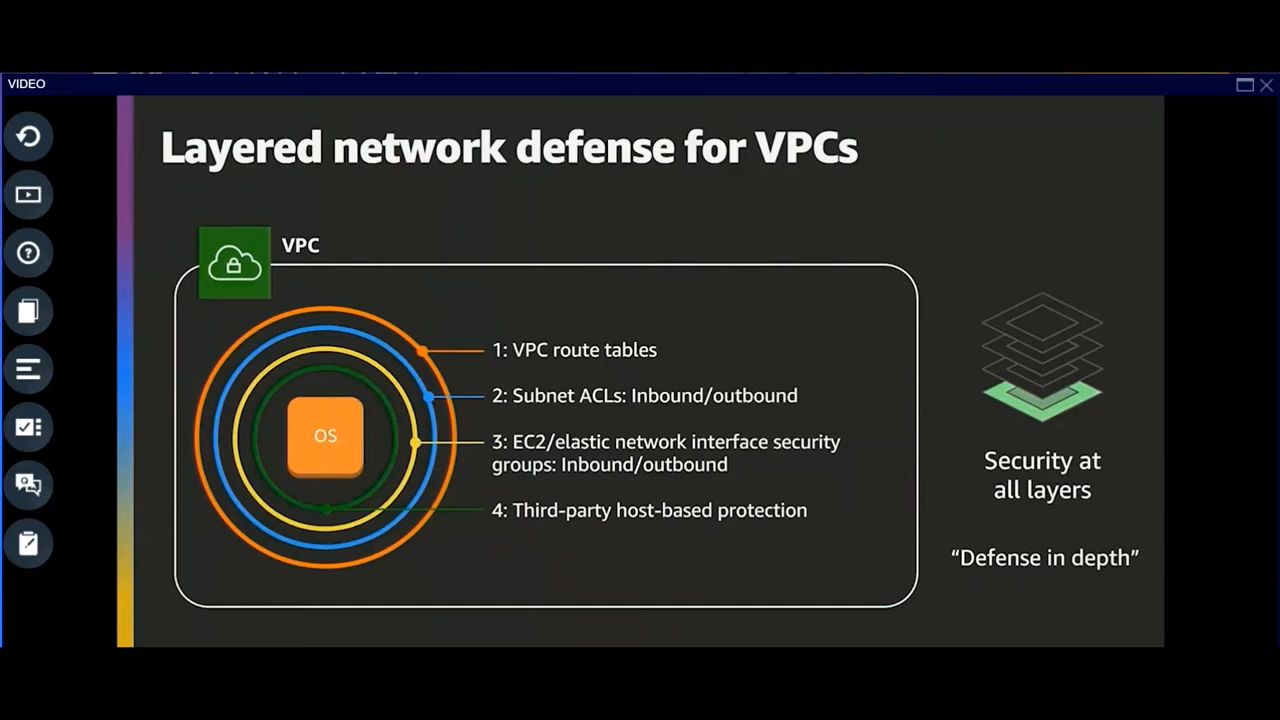 VIDEO
Layered network defense for VPCs
VPC
OS
1: VPC route tables
2: Subnet ACLs: Inbound/outbound
3: EC2/elastic network interface security
groups: Inbound/outbound
4: Third-party host-based protection
Security at
all layers
“Defense in depth”